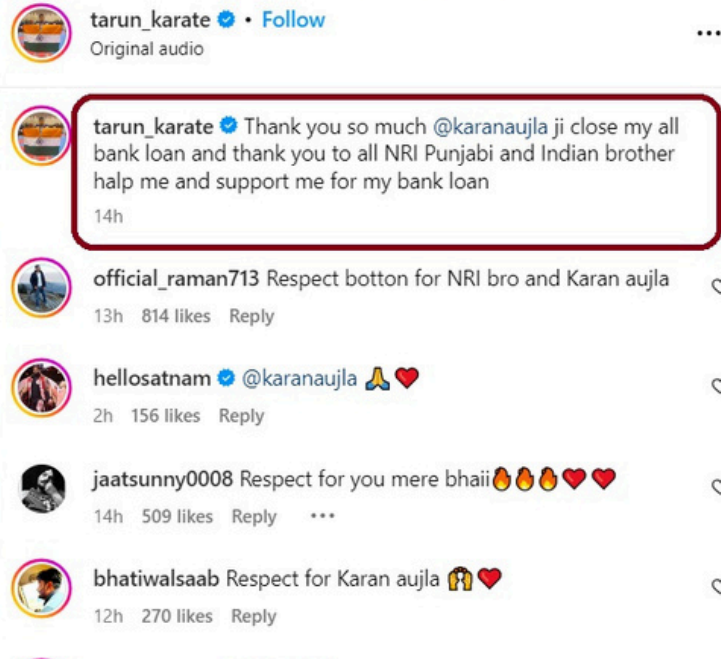 tarun_karate • Follow
Original audio
tarun_karate Thank you so much @karanaujla ji close my all
bank loan and thank you to all NRI Punjabi and Indian brother
halp me and support me for my bank loan
14h
official_raman713 Respect botton for NRI bro and Karan aujla
13h 814 likes Reply
hellosatnam @karanaujla 🙏❤️
2h 156 likes Reply
jaatsunny0008 Respect for you mere bhaii🔥🔥🔥❤️❤️
14h 509 likes Reply •••
bhatiwalsaab Respect for Karan aujla 🙌❤️
12h 270 likes Reply